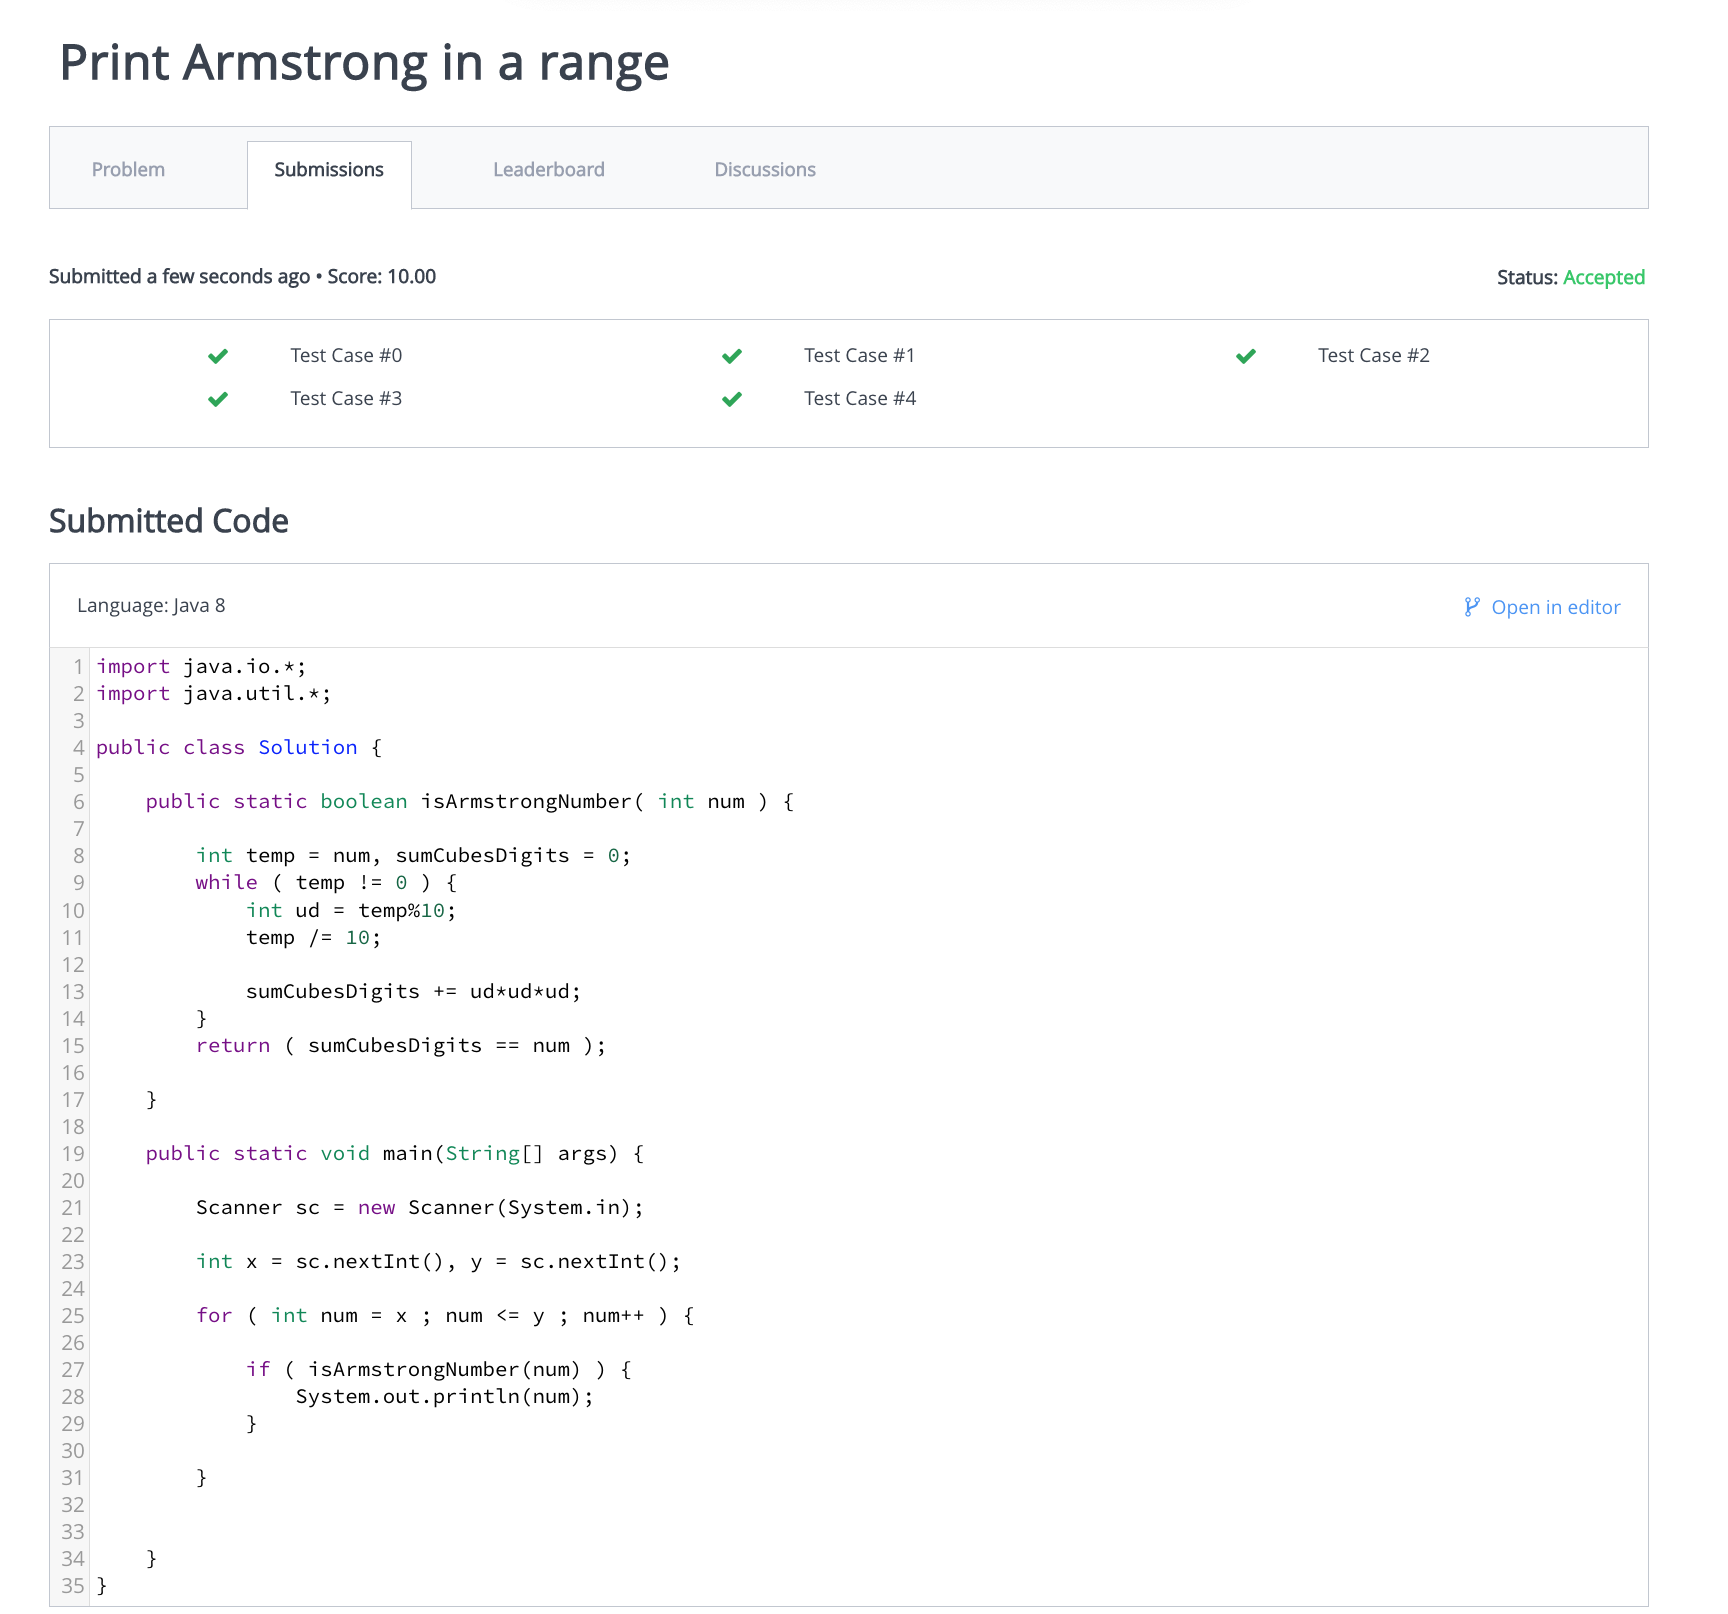 Print Armstrong in a range
Problem Submissions Leaderboard Discussions
Submitted a few seconds ago • Score: 10.00 Status: Accepted
Test Case #0 Test Case #1 Test Case #2
Test Case #3 Test Case #4
Submitted Code
Language: Java 8 Open in editor
1 import java.io.*;
2 import java.util.*;
3
4 public class Solution {
5
6     public static boolean isArmstrongNumber( int num ) {
7
8         int temp = num, sumCubesDigits = 0;
9         while ( temp != 0 ) {
10             int ud = temp%10;
11             temp /= 10;
12
13             sumCubesDigits += ud*ud*ud;
14         }
15         return ( sumCubesDigits == num );
16
17     }
18
19     public static void main(String[] args) {
20
21         Scanner sc = new Scanner(System.in);
22
23         int x = sc.nextInt(), y = sc.nextInt();
24
25         for ( int num = x ; num <= y ; num++ ) {
26
27             if ( isArmstrongNumber(num) ) {
28                 System.out.println(num);
29             }
30
31         }
32
33
34     }
35 }